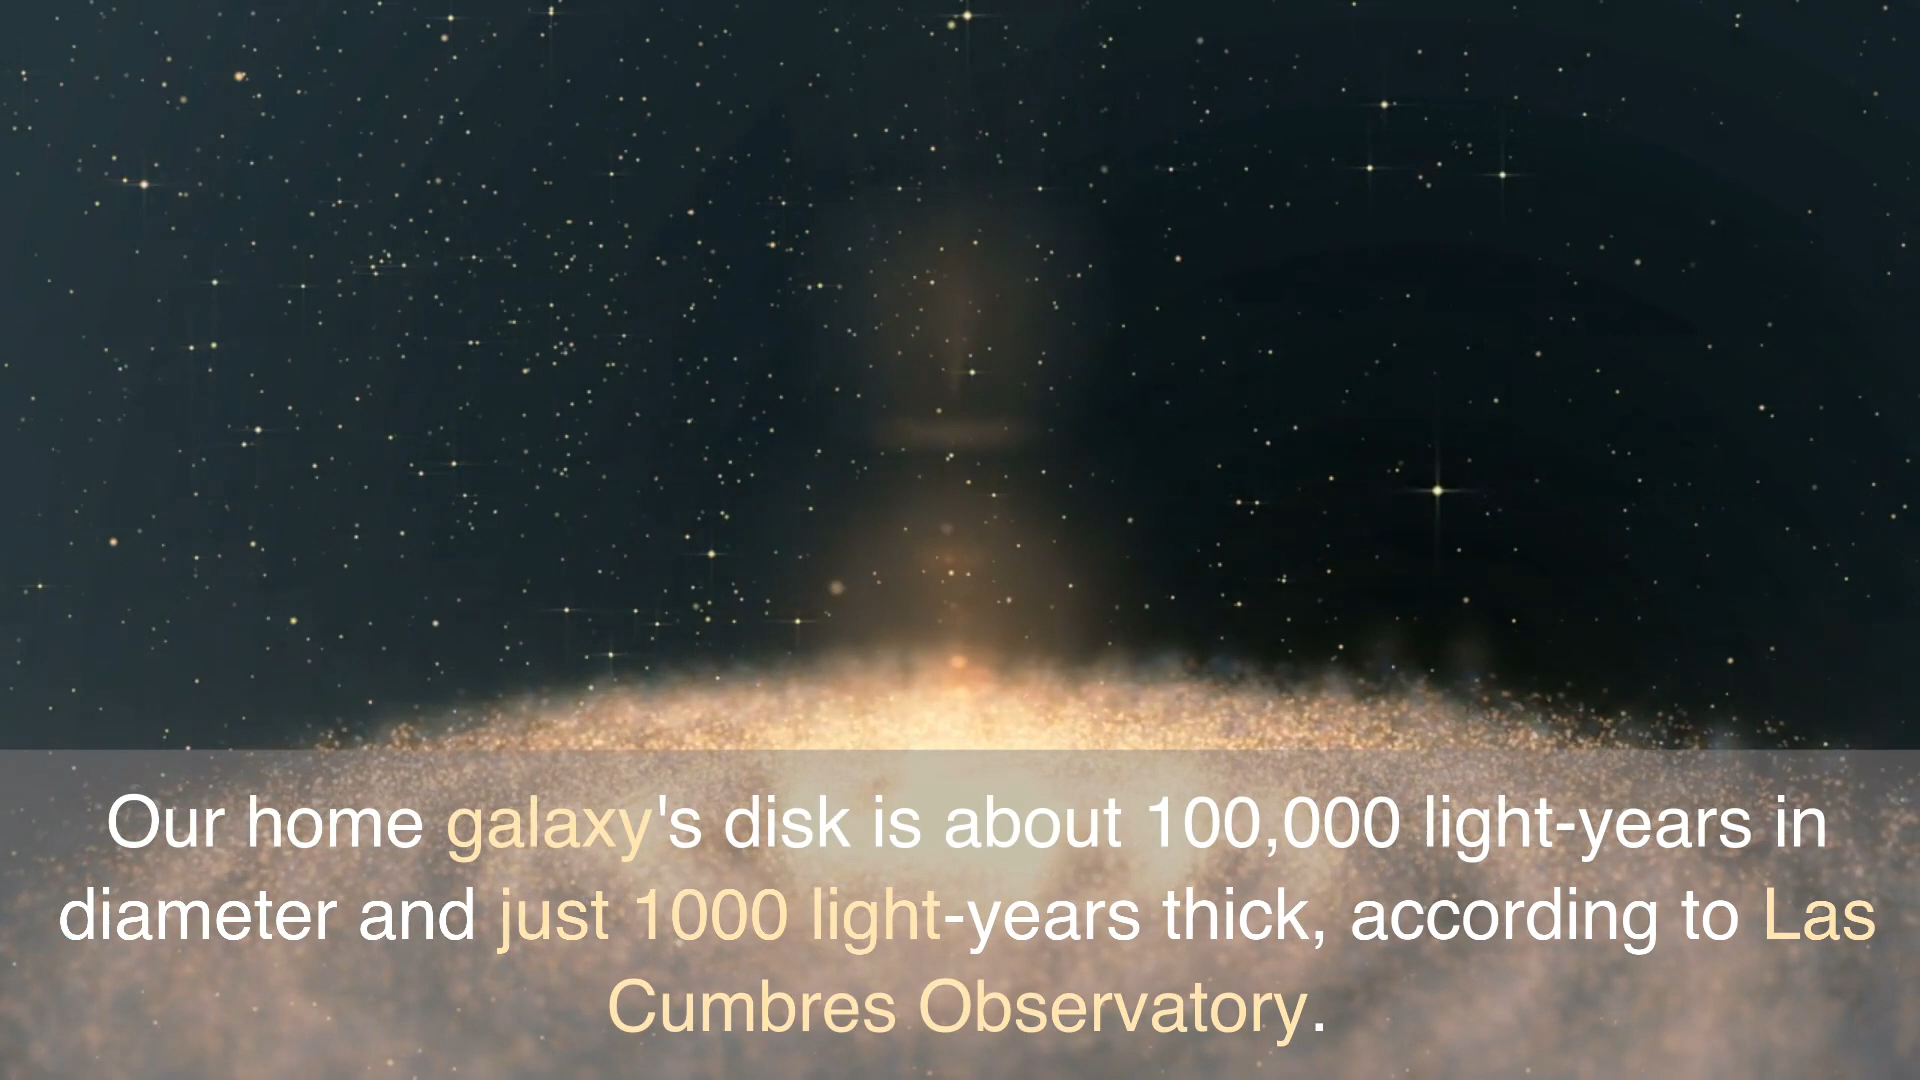 Our home galaxy's disk is about 100,000 light-years in
diameter and just 1000 light-years thick, according to Las
Cumbres Observatory.